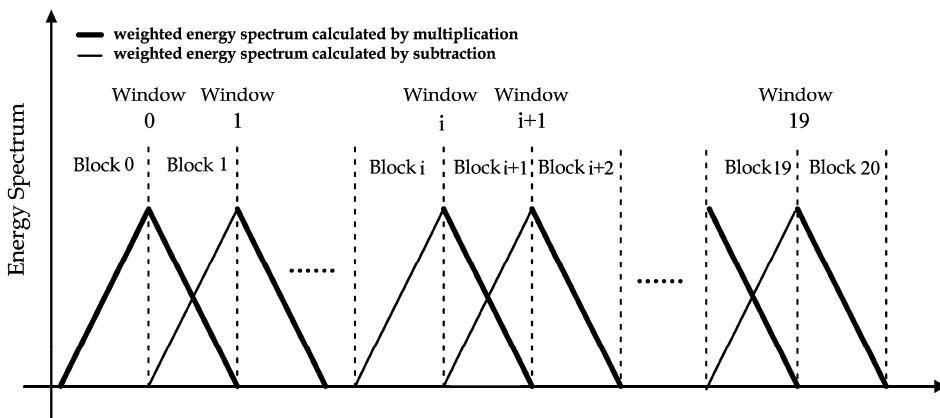 weighted energy spectrum calculated by multiplication
weighted energy spectrum calculated by subtraction
Window 0
Window 1
Window i
Window i+1
Window 19
Block 0
Block 1
Block i
Block i+1
Block i+2
Block 19
Block 20
Energy Spectrum
......
......